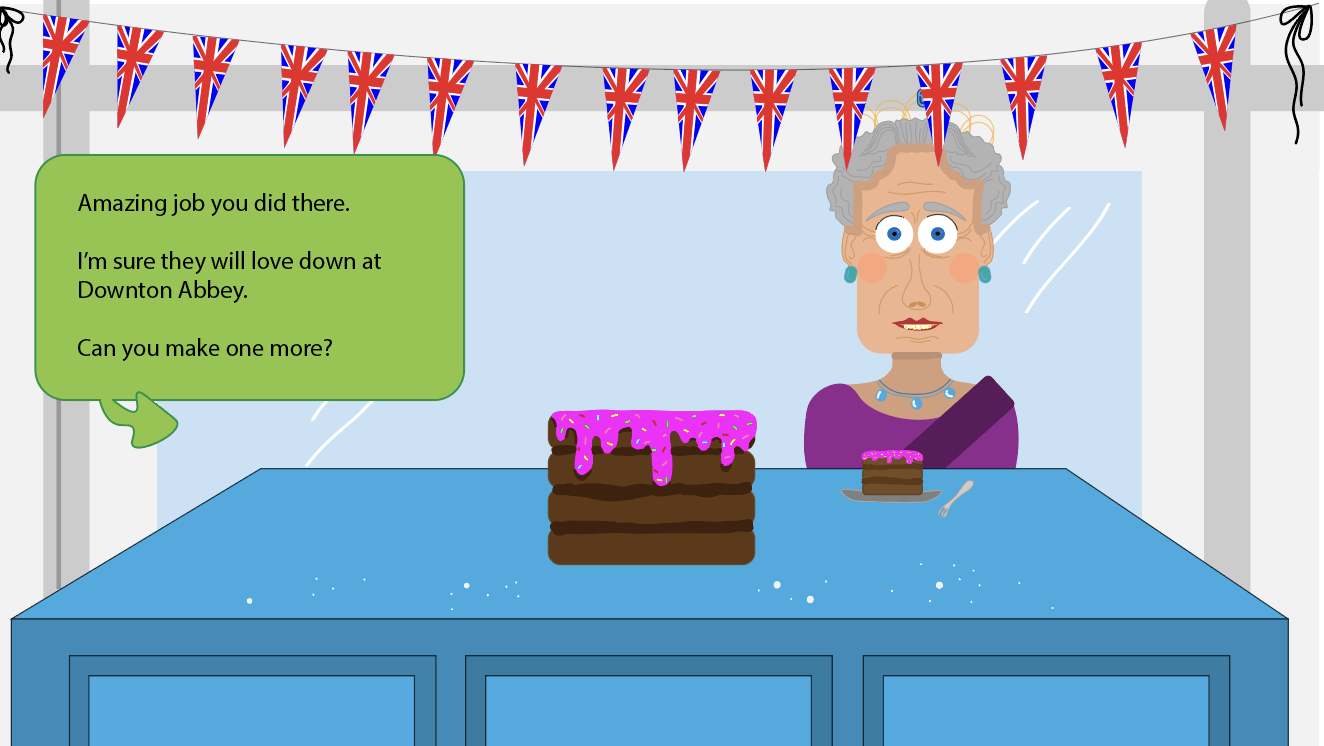 Amazing job you did there.
I'm sure they will love down at
Downton Abbey.
Can you make one more?